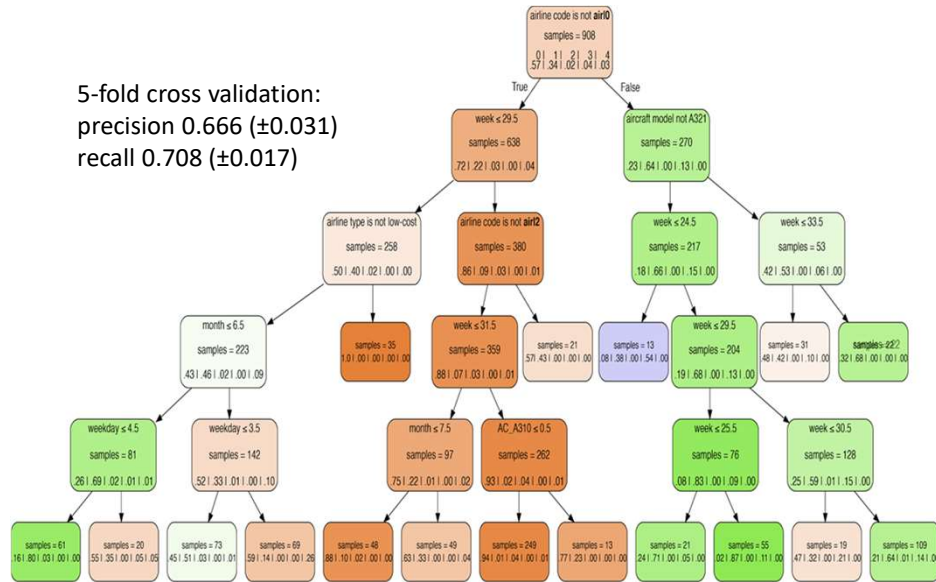 airline code is not airl0
samples = 908
0| 1| 2| 3| 4
.57|.34|.02|.04|.03
5-fold cross validation:
precision 0.666 (±0.031)
recall 0.708 (±0.017)
True
False
week ≤ 29.5
samples = 638
.72|.22|.03|.00|.04
aircraft model not A321
samples = 270
.23|.64|.00|.13|.00
airline type is not low-cost
samples = 258
.50|.40|.02|.00|.00
airline code is not airl2
samples = 380
.86|.09|.03|.00|.01
week ≤ 24.5
samples = 217
.18|.66|.00|.15|.00
week ≤ 33.5
samples = 53
.42|.53|.00|.06|.00
month ≤ 6.5
samples = 223
.43|.46|.02|.00|.09
samples = 35
1.0|.00|.00|.00|.00
week ≤ 31.5
samples = 359
.88|.07|.03|.00|.01
samples = 21
.57|.43|.00|.00|.00
samples = 13
.08|.38|.00|.54|.00
week ≤ 29.5
samples = 204
.19|.68|.00|.13|.00
samples = 31
.48|.42|.00|.10|.00
samples = 22
.32|.68|.00|.00|.00
weekday ≤ 4.5
samples = 81
.26|.69|.02|.01|.01
weekday ≤ 3.5
samples = 142
.52|.33|.01|.00|.10
month ≤ 7.5
samples = 97
.75|.22|.01|.00|.02
AC_A310 ≤ 0.5
samples = 262
.93|.02|.04|.00|.01
week ≤ 25.5
samples = 76
.08|.83|.00|.09|.00
week ≤ 30.5
samples = 128
.25|.59|.01|.15|.00
samples = 61
.16|.80|.03|.00|.00
samples = 20
.55|.35|.00|.05|.05
samples = 73
.45|.51|.03|.00|.01
samples = 69
.59|.14|.00|.00|.26
samples = 48
.88|.10|.02|.00|.00
samples = 49
.63|.33|.00|.00|.04
samples = 249
.94|.01|.04|.00|.01
samples = 13
.77|.23|.00|.00|.00
samples = 21
.24|.71|.00|.05|.00
samples = 55
.02|.87|.00|.11|.00
samples = 19
.47|.32|.00|.21|.00
samples = 109
.21|.64|.01|.14|.00